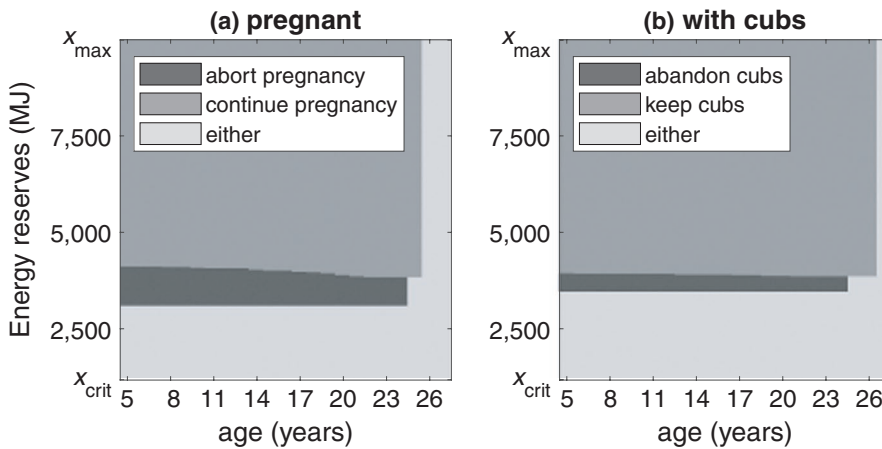 (a) pregnant
Energy reserves (MJ)
x max
7,500
5,000
2,500
x crit
abort pregnancy
continue pregnancy
either
5 8 11 14 17 20 23 26
age (years)
(b) with cubs
x max
7,500
5,000
2,500
x crit
abandon cubs
keep cubs
either
5 8 11 14 17 20 23 26
age (years)